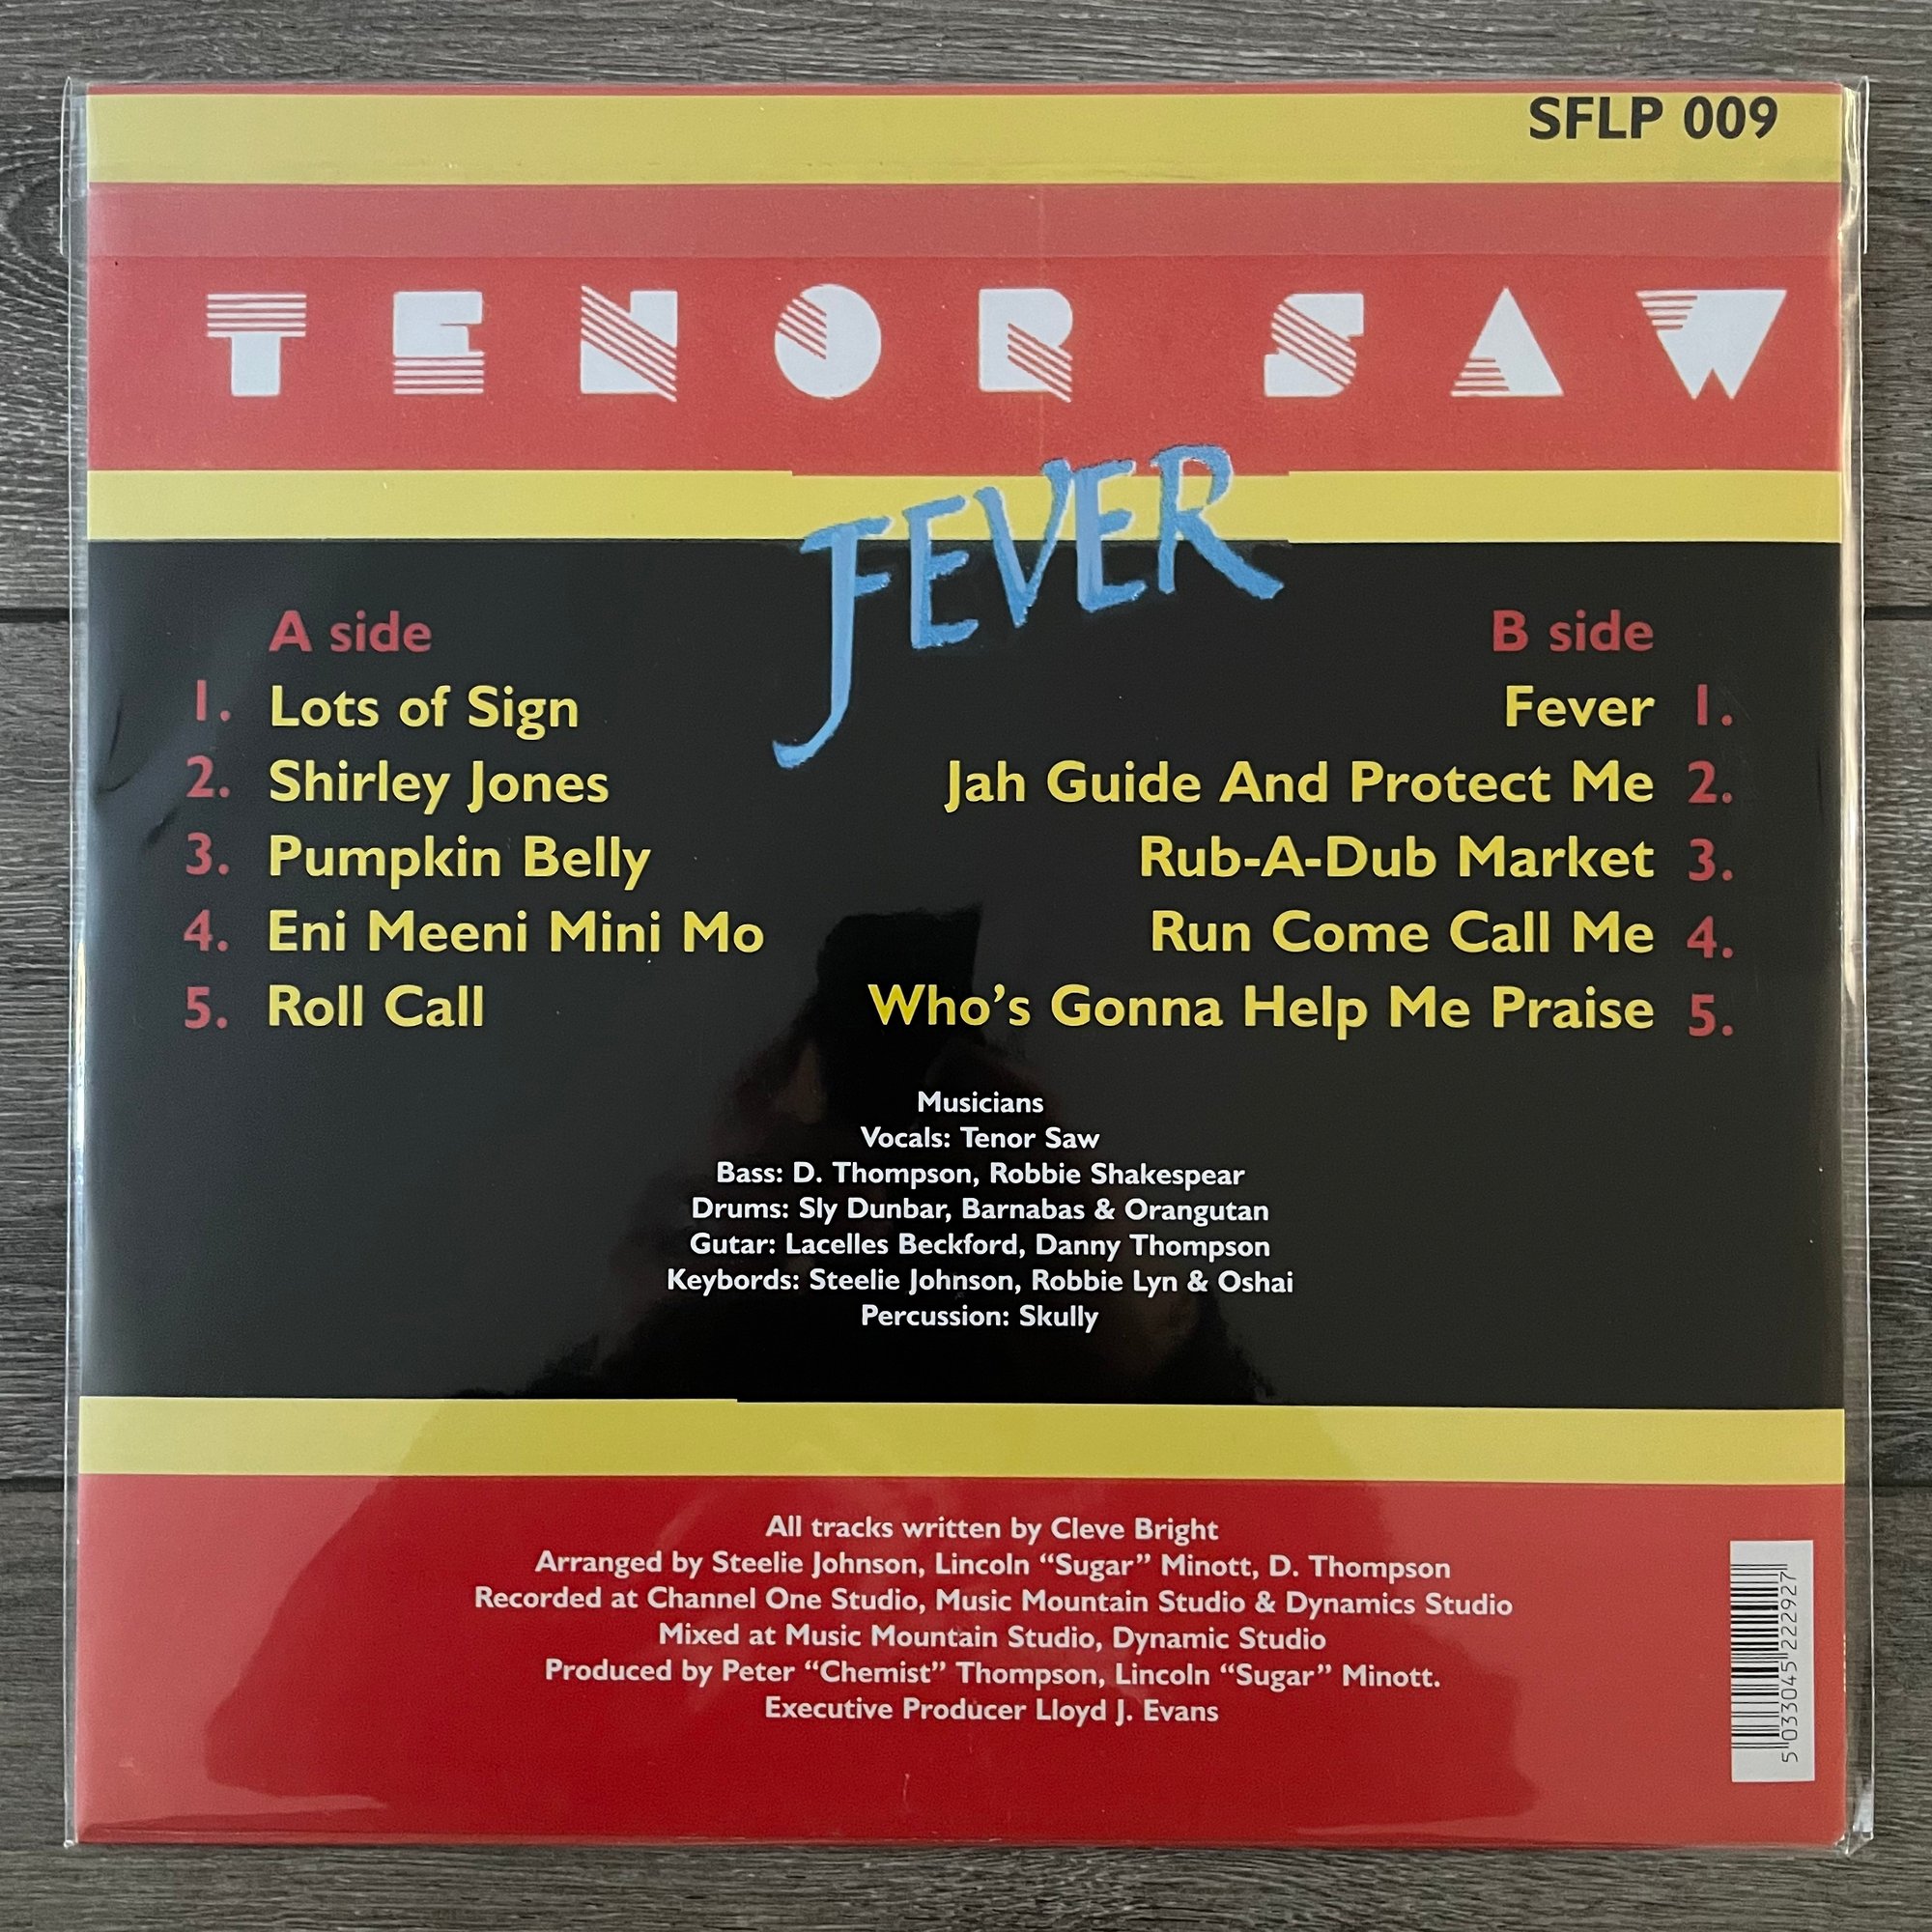 SFLP 009
TENOR SAW
FEVER
A side
1. Lots of Sign
2. Shirley Jones
3. Pumpkin Belly
4. Eni Meeni Mini Mo
5. Roll Call
B side
Fever 1.
Jah Guide And Protect Me 2.
Rub-A-Dub Market 3.
Run Come Call Me 4.
Who's Gonna Help Me Praise 5.
Musicians
Vocals: Tenor Saw
Bass: D. Thompson, Robbie Shakespear
Drums: Sly Dunbar, Barnabas & Orangutan
Gutar: Lacelles Beckford, Danny Thompson
Keybords: Steelie Johnson, Robbie Lyn & Oshai
Percussion: Skully
All tracks written by Cleve Bright
Arranged by Steelie Johnson, Lincoln “Sugar” Minott, D. Thompson
Recorded at Channel One Studio, Music Mountain Studio & Dynamics Studio
Mixed at Music Mountain Studio, Dynamic Studio
Produced by Peter “Chemist” Thompson, Lincoln “Sugar” Minott.
Executive Producer Lloyd J. Evans
5 033045 222927